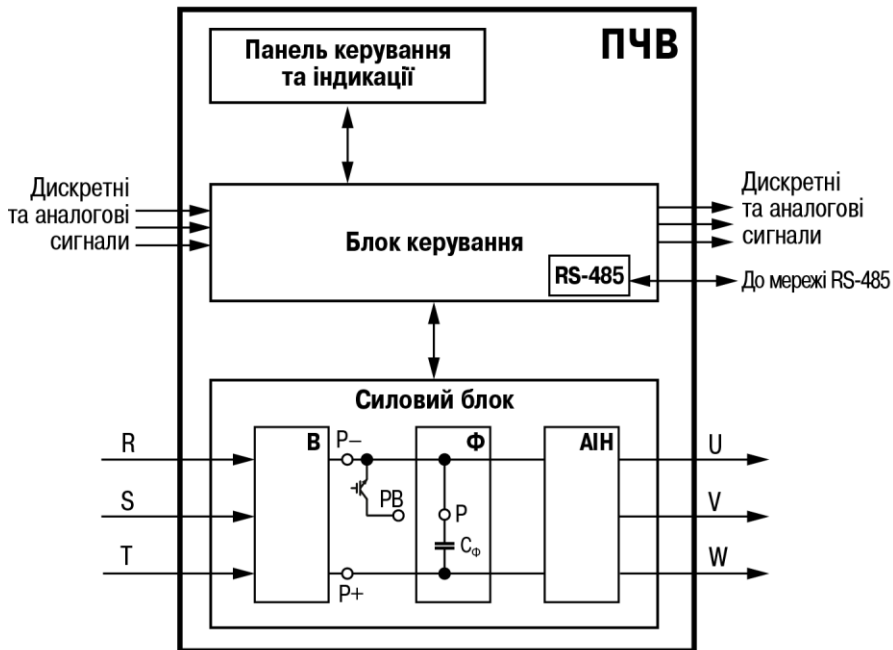 ПЧВ
Панель керування
та індикації
Дискретні
та аналогові
сигнали
Блок керування
RS-485
Дискретні
та аналогові
сигнали
До мережі RS-485
Силовий блок
В
P–
Ф
АІН
R
U
S
PB
P
V
CФ
T
P+
W